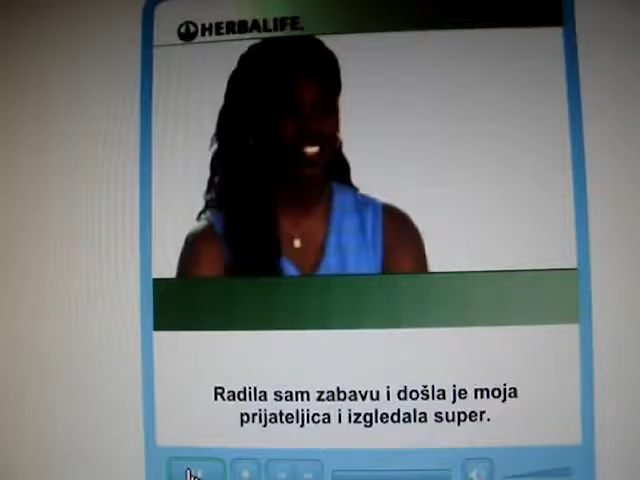 HERBALIFE.
Radila sam zabavu i došla je moja
prijateljica i izgledala super.